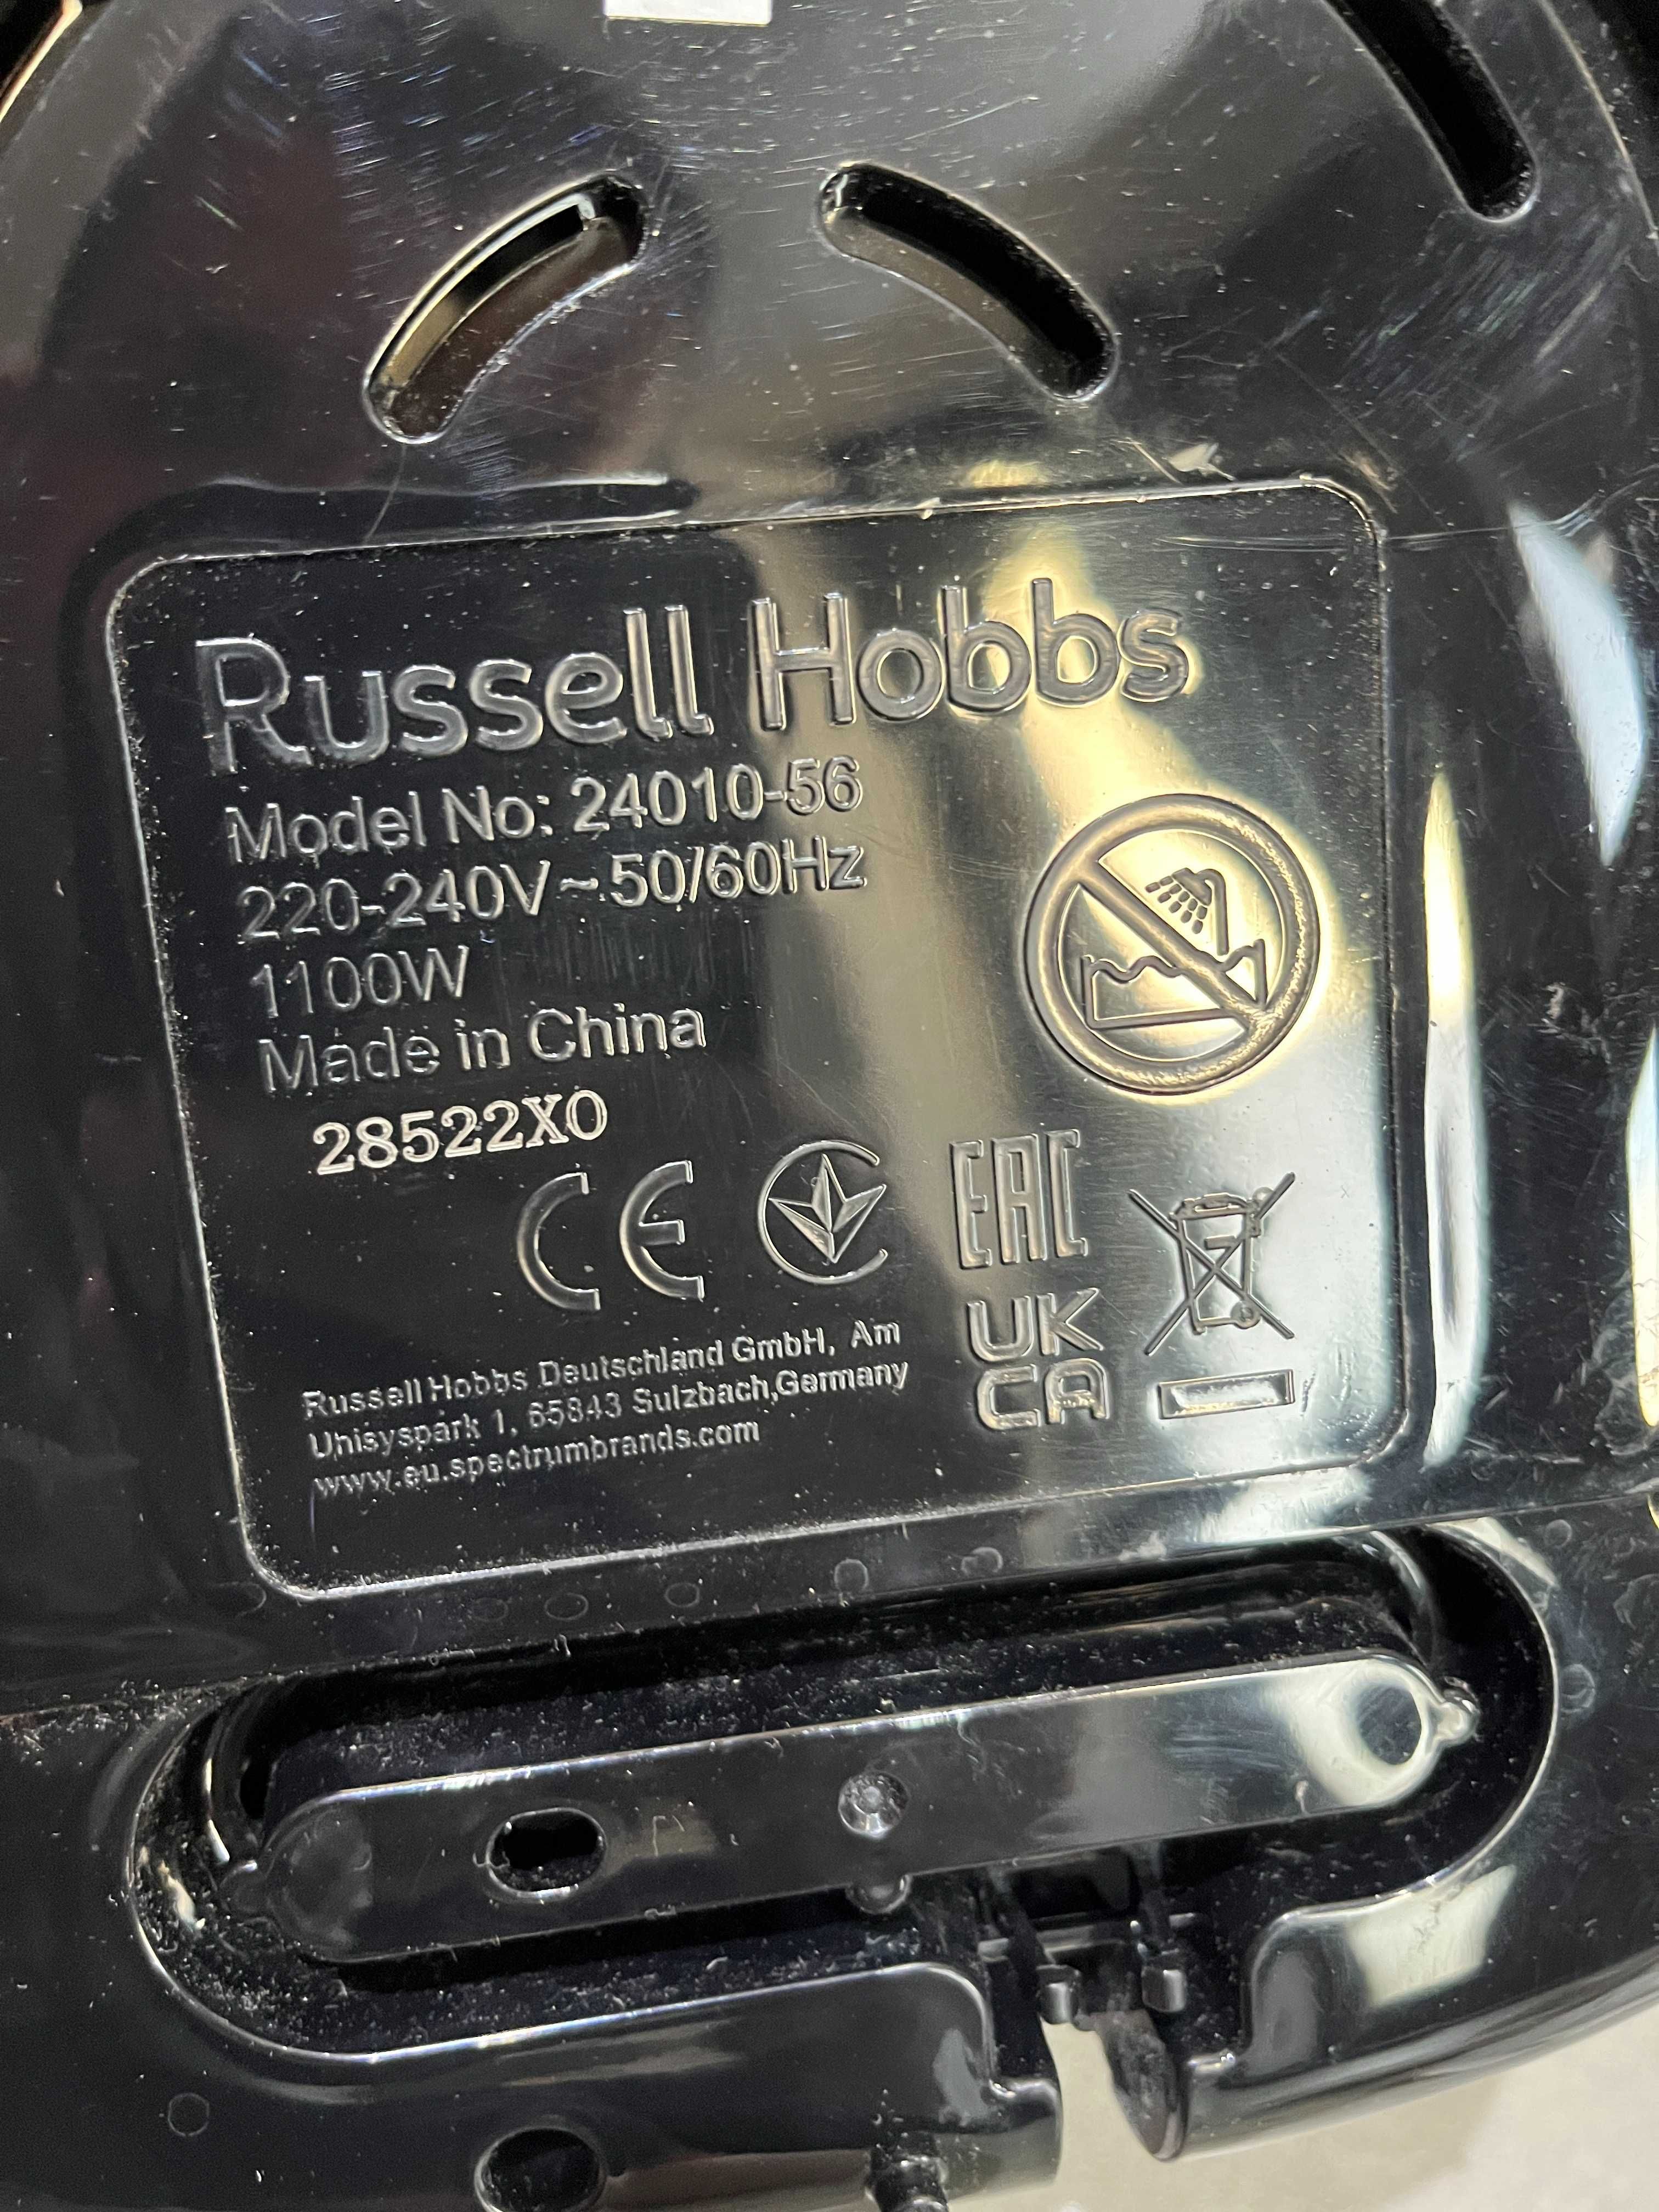 Russell Hobbs
Model No: 24010-56
220-240V~50/60Hz
1100W
Made in China
28522X0
CE
EAC
UK
CA
Russell Hobbs Deutschland GmbH, Am
Unisyspark 1, 65843 Sulzbach,Germany
www.eu.spectrumbrands.com